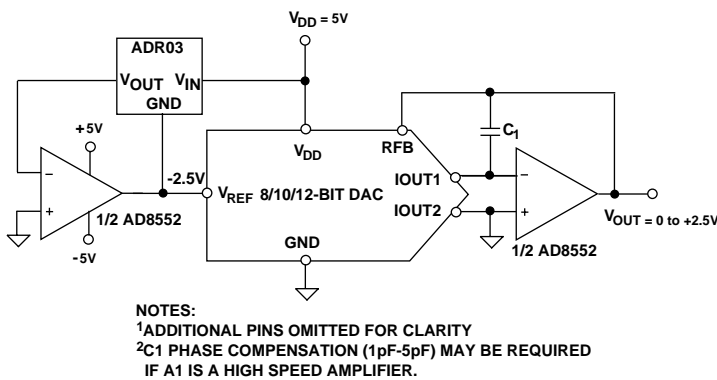 VDD = 5V
ADR03
VOUT VIN
GND
+5V
-2.5V
1/2 AD8552
-5V
VDD
RFB
C1
VREF 8/10/12-BIT DAC
IOUT1
IOUT2
GND
1/2 AD8552
VOUT = 0 to +2.5V
NOTES:
1ADDITIONAL PINS OMITTED FOR CLARITY
2C1 PHASE COMPENSATION (1pF-5pF) MAY BE REQUIRED
IF A1 IS A HIGH SPEED AMPLIFIER.